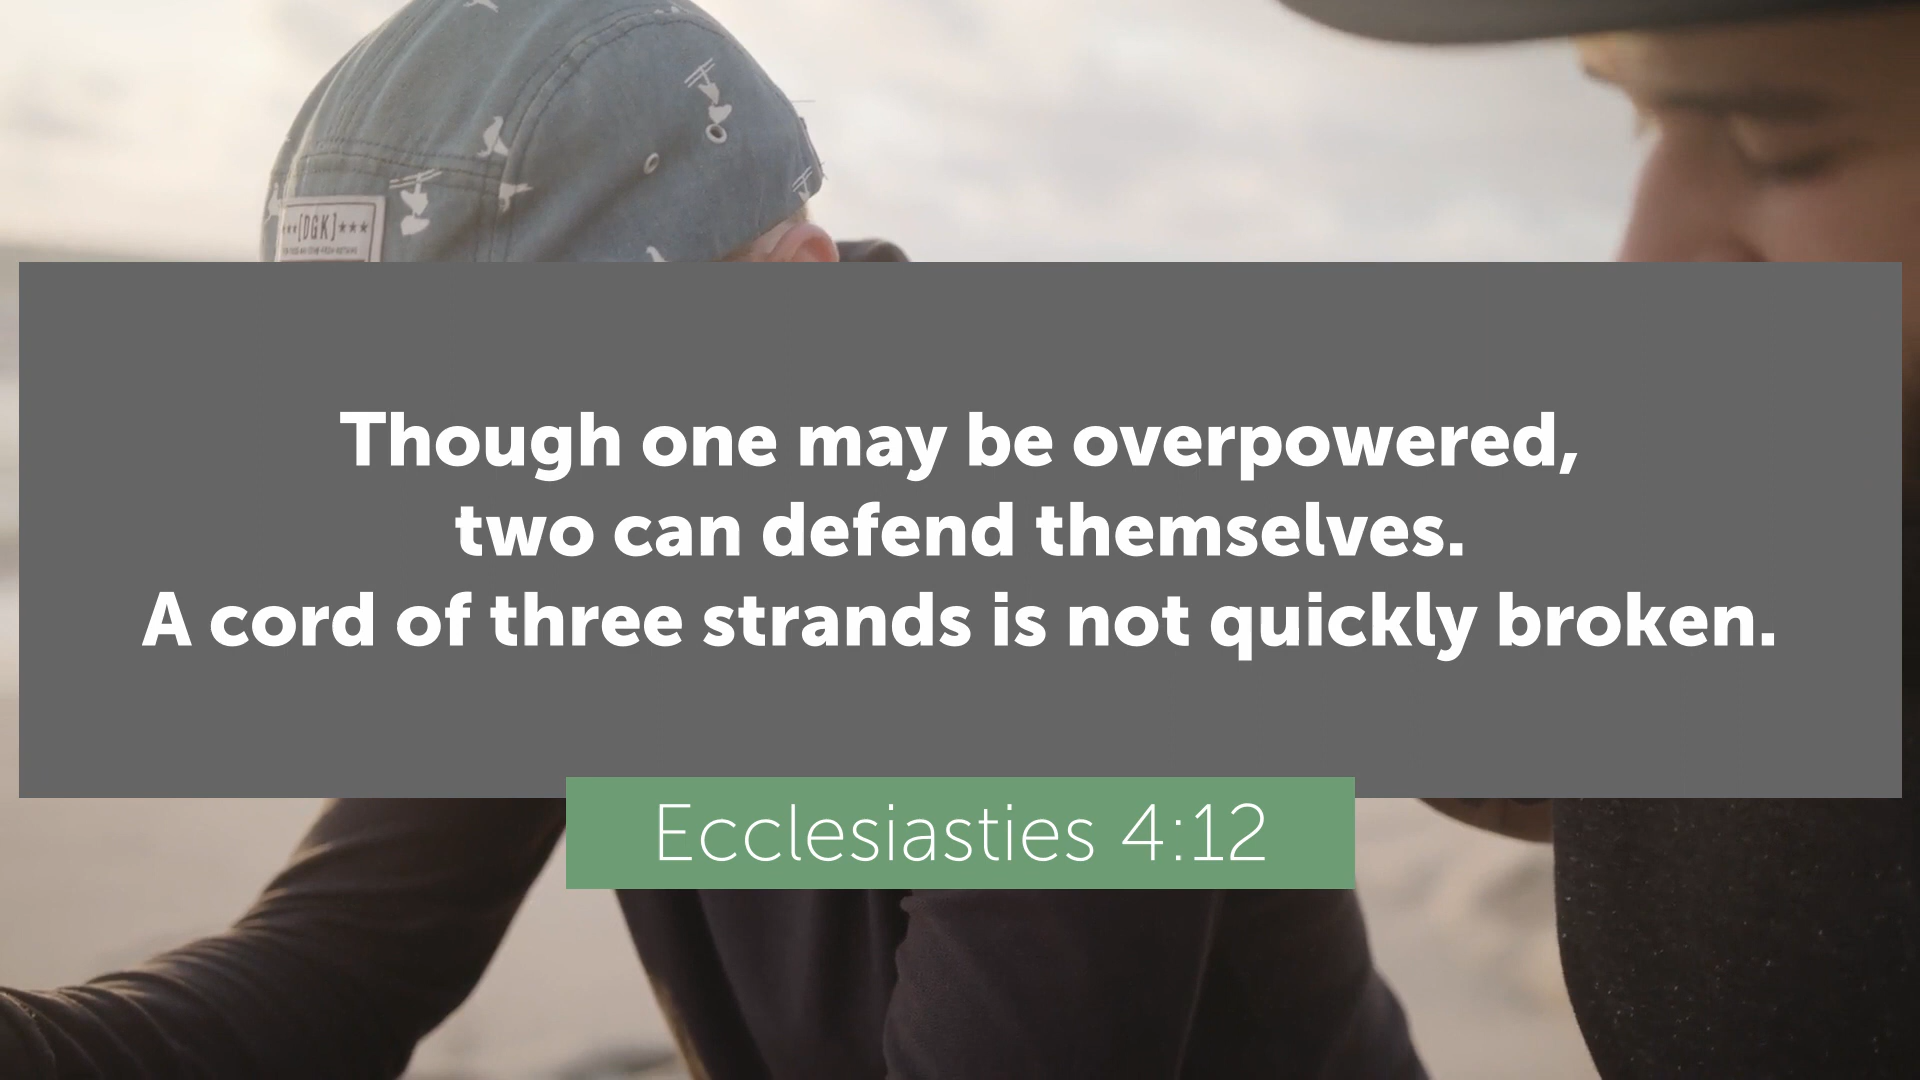 ***[DGK]***
Though one may be overpowered,
two can defend themselves.
A cord of three strands is not quickly broken.
Ecclesiasties 4:12